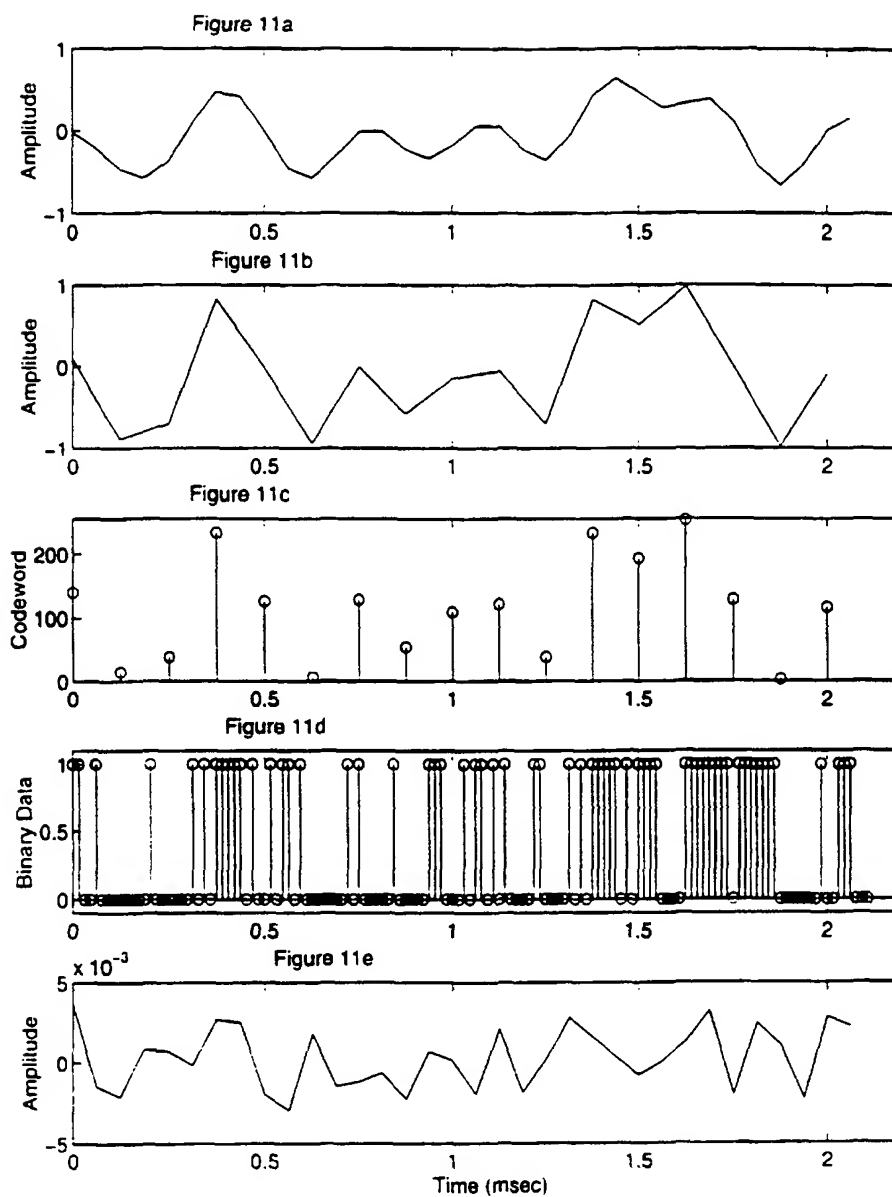 Figure 11a
1
0
-1
Amplitude
0 0.5 1 1.5 2
Figure 11b
1
0
-1
Amplitude
0 0.5 1 1.5 2
Figure 11c
200
100
0
Codeword
0 0.5 1 1.5 2
Figure 11d
1
0.5
0
Binary Data
0 0.5 1 1.5 2
Figure 11e
x 10⁻³
5
0
-5
Amplitude
0 0.5 1 1.5 2
Time (msec)